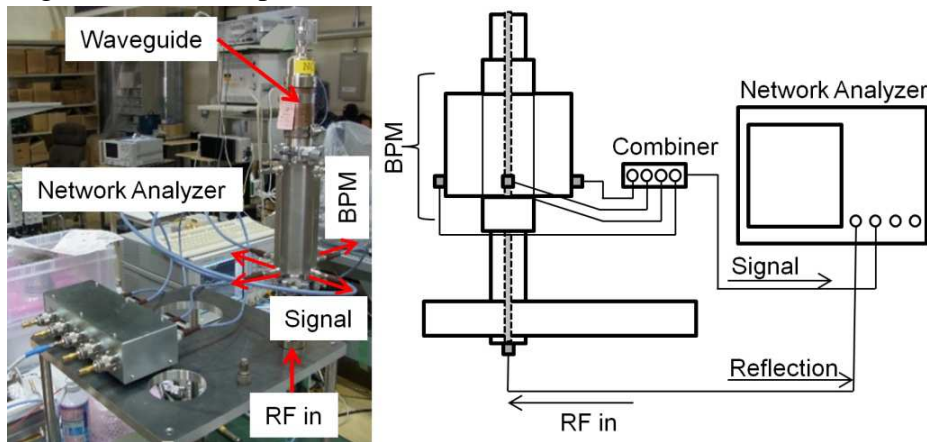 Waveguide
Network Analyzer
BPM
Signal
RF in
BPM
Combiner
Network Analyzer
Signal
Reflection
RF in